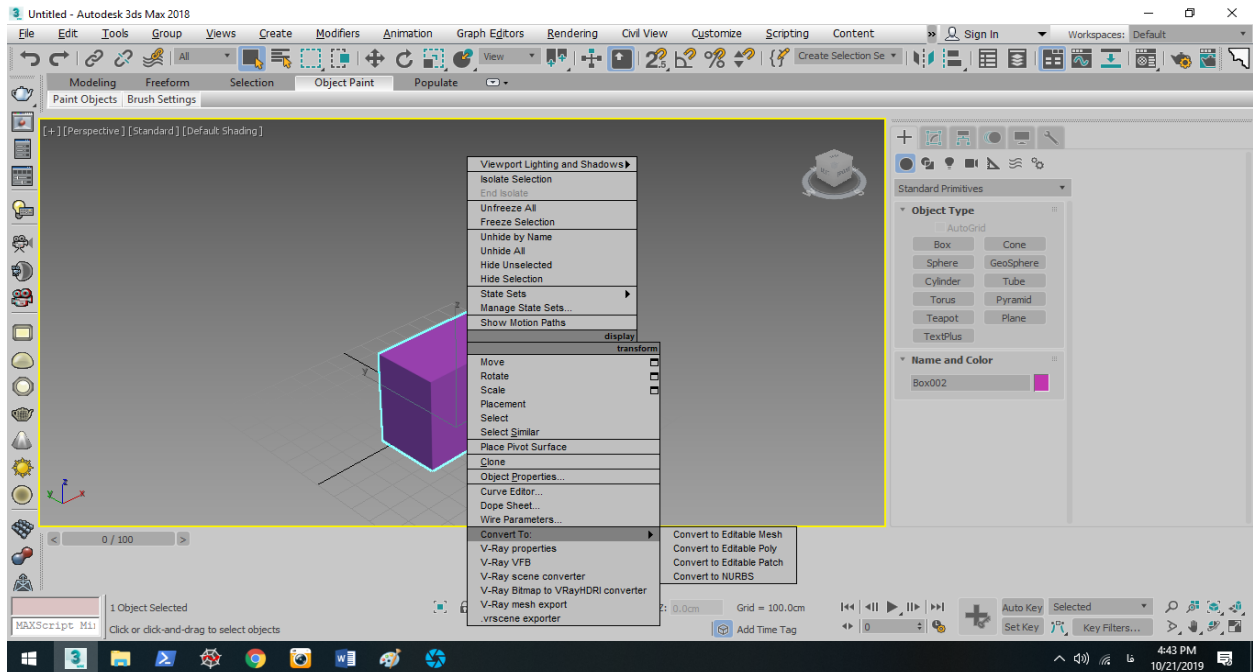 Untitled - Autodesk 3ds Max 2018
File Edit Tools Group Views Create Modifiers Animation Graph Editors Rendering Civil View Customize Scripting Content » Sign In Workspaces: Default
All View Create Selection Se
Modeling Freeform Selection Object Paint Populate
Paint Objects Brush Settings
[+] [Perspective] [Standard] [Default Shading]
Viewport Lighting and Shadows
Isolate Selection
End Isolate
Unfreeze All
Freeze Selection
Unhide by Name
Unhide All
Hide Unselected
Hide Selection
State Sets
Manage State Sets...
Show Motion Paths
display
transform
Move
Rotate
Scale
Placement
Select
Select Similar
Place Pivot Surface
Clone
Object Properties...
Curve Editor...
Dope Sheet...
Wire Parameters...
Convert To:
V-Ray properties
V-Ray VFB
V-Ray scene converter
V-Ray Bitmap to VRayHDRI converter
V-Ray mesh export
.vrscene exporter
Convert to Editable Mesh
Convert to Editable Poly
Convert to Editable Patch
Convert to NURBS
Standard Primitives
Object Type
AutoGrid
Box Cone
Sphere GeoSphere
Cylinder Tube
Torus Pyramid
Teapot Plane
TextPlus
Name and Color
Box002
z
y
z
y x
< 0 / 100 >
1 Object Selected Z: 0.0cm Grid = 100.0cm Auto Key Selected
MAXScript Mi Click or click-and-drag to select objects Add Time Tag 0 Set Key Key Filters...
4:43 PM
فا
10/21/2019